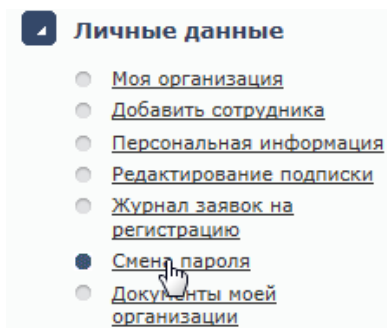 Личные данные
Моя организация
Добавить сотрудника
Персональная информация
Редактирование подписки
Журнал заявок на
регистрацию
Смена пароля
Документы моей
организации